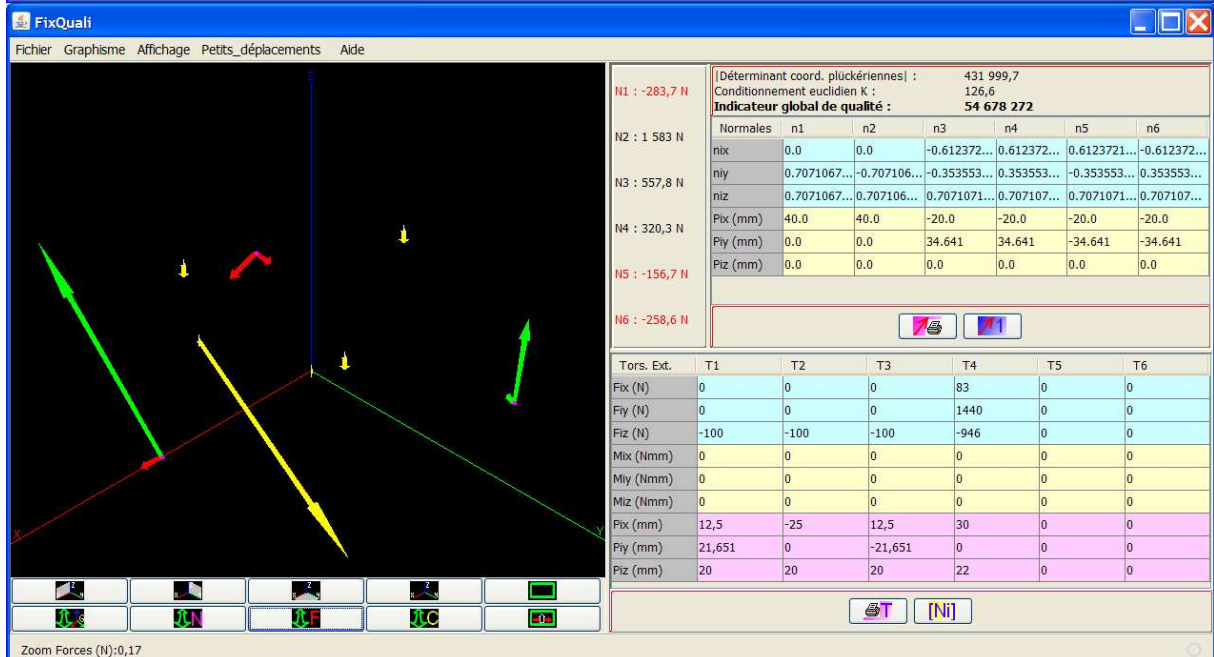 FixQuali
Fichier Graphisme Affichage Petits_déplacements Aide
Z
X
Y
N1 : -283,7 N
N2 : 1 583 N
N3 : 557,8 N
N4 : 320,3 N
N5 : -156,7 N
N6 : -258,6 N
|Déterminant coord. plückériennes| : 431 999,7
Conditionnement euclidien K : 126,6
Indicateur global de qualité : 54 678 272
Normales n1 n2 n3 n4 n5 n6
nix 0.0 0.0 -0.612372... 0.612372... 0.6123721... -0.612372...
niy 0.7071067... -0.707106... -0.353553... 0.353553... -0.353553... 0.353553...
niz 0.7071067... 0.707106... 0.7071071... 0.707107... 0.7071071... 0.707107...
Pix (mm) 40.0 40.0 -20.0 -20.0 -20.0 -20.0
Piy (mm) 0.0 0.0 34.641 34.641 -34.641 -34.641
Piz (mm) 0.0 0.0 0.0 0.0 0.0 0.0
1
Tors. Ext. T1 T2 T3 T4 T5 T6
Fix (N) 0 0 0 83 0 0
Fiy (N) 0 0 0 1440 0 0
Fiz (N) -100 -100 -100 -946 0 0
Mix (Nmm) 0 0 0 0 0 0
Miy (Nmm) 0 0 0 0 0 0
Miz (Nmm) 0 0 0 0 0 0
Pix (mm) 12,5 -25 12,5 30 0 0
Piy (mm) 21,651 0 -21,651 0 0 0
Piz (mm) 20 20 20 22 0 0
T [Ni]
N F C
Zoom Forces (N):0,17